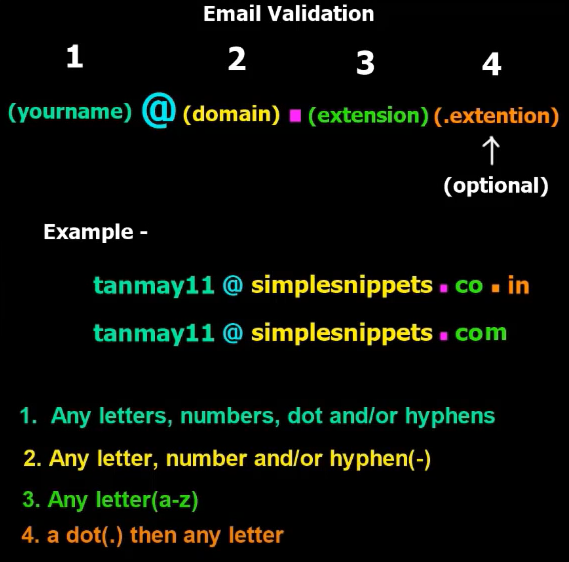 Email Validation
1 2 3 4
(yourname) @ (domain) . (extension) (.extention)
(optional)
Example -
tanmay11 @ simplesnippets . co . in
tanmay11 @ simplesnippets . com
1. Any letters, numbers, dot and/or hyphens
2. Any letter, number and/or hyphen(-)
3. Any letter(a-z)
4. a dot(.) then any letter